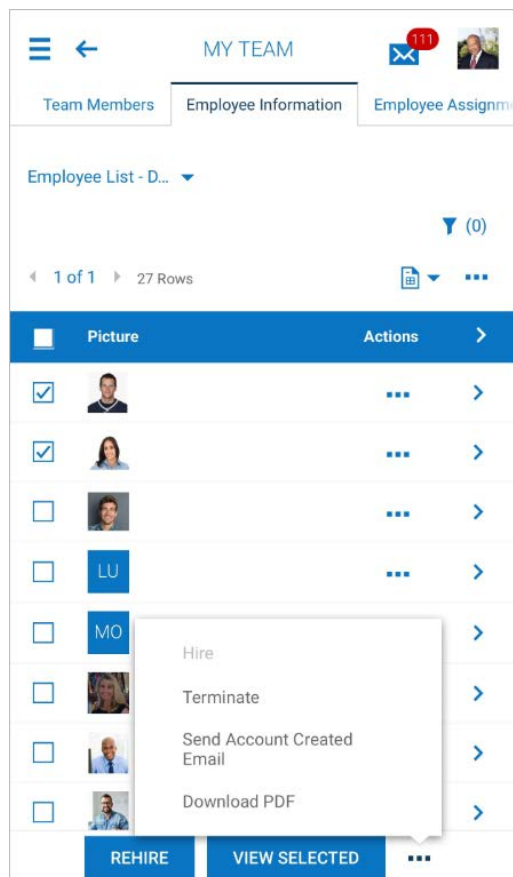 MY TEAM
111
Team Members
Employee Information
Employee Assignm
Employee List - D...
(0)
1 of 1
27 Rows
Picture
Actions
LU
MO
Hire
Terminate
Send Account Created
Email
Download PDF
REHIRE
VIEW SELECTED